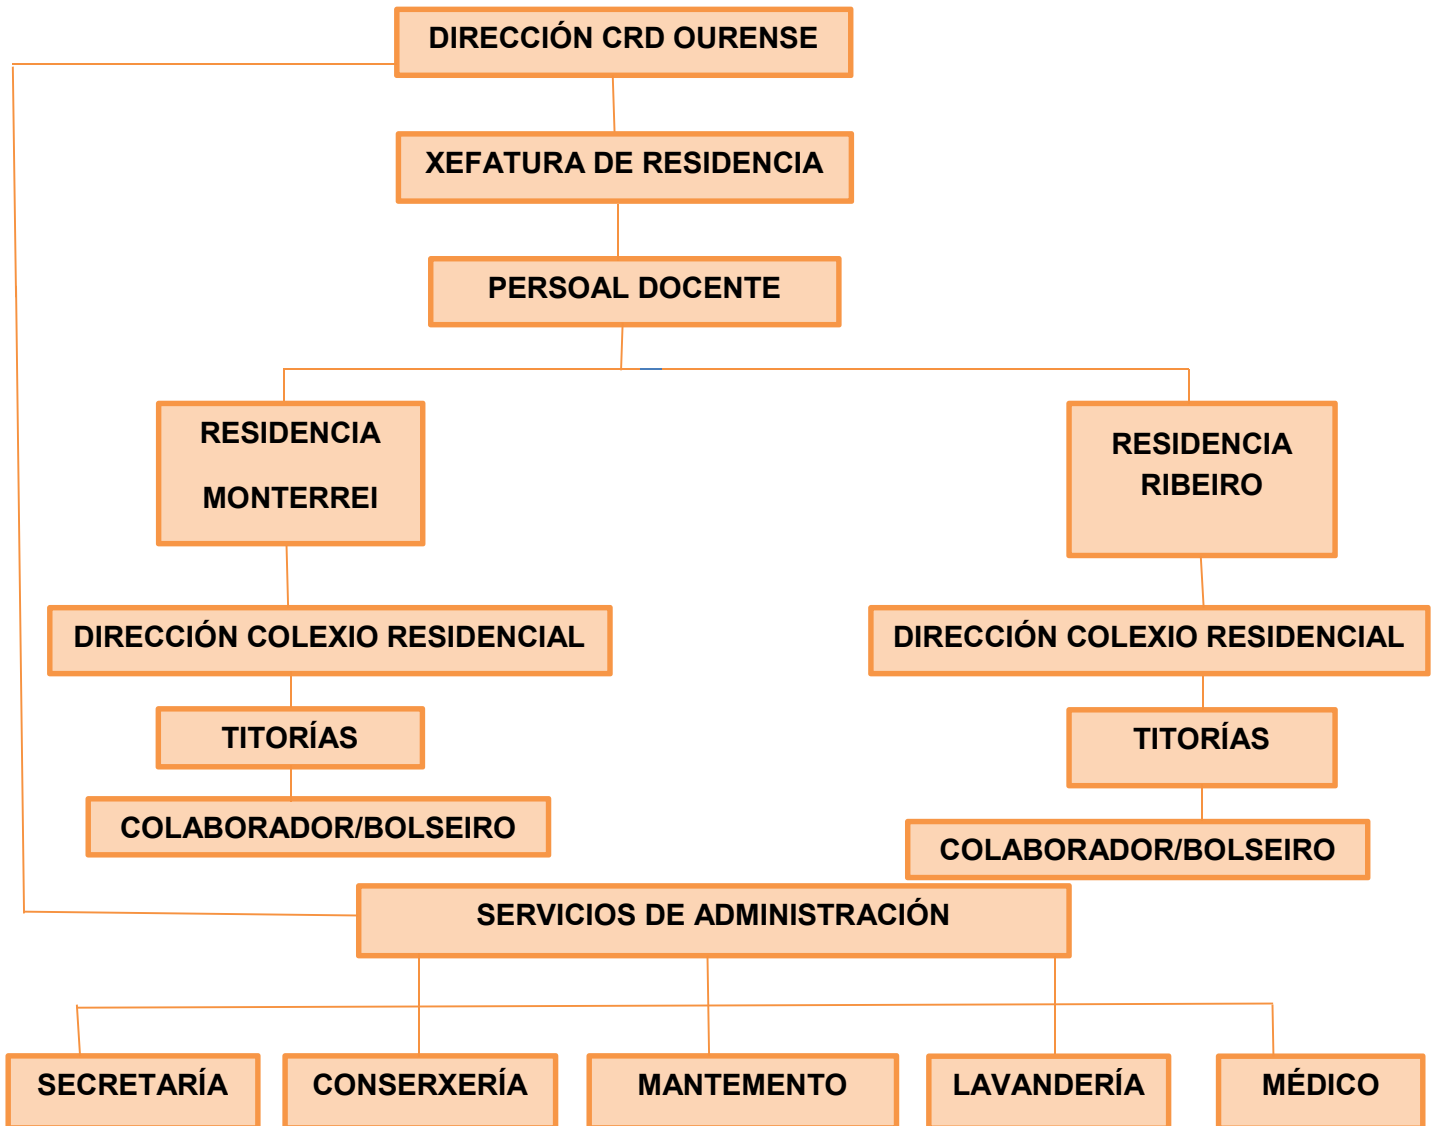 DIRECCIÓN CRD OURENSE
XEFATURA DE RESIDENCIA
PERSOAL DOCENTE
RESIDENCIA
MONTERREI
RESIDENCIA
RIBEIRO
DIRECCIÓN COLEXIO RESIDENCIAL
DIRECCIÓN COLEXIO RESIDENCIAL
TITORÍAS
TITORÍAS
COLABORADOR/BOLSEIRO
COLABORADOR/BOLSEIRO
SERVICIOS DE ADMINISTRACIÓN
SECRETARÍA
CONSERXERÍA
MANTEMENTO
LAVANDERÍA
MÉDICO